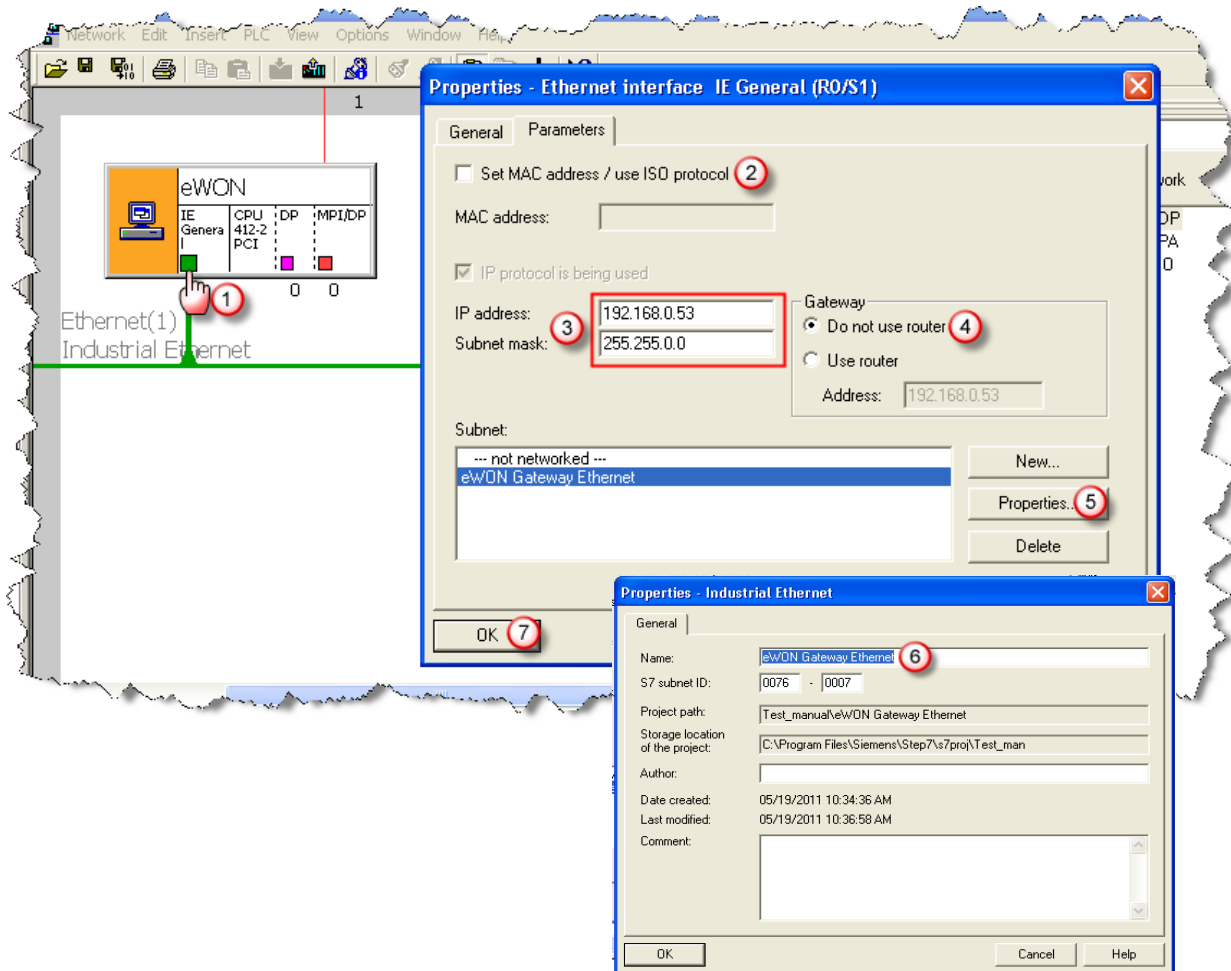 Network Edit Insert PLC View Options Window Help
1
eWON
IE General
CPU 412-2 PCI
DP
MPI/DP
0 0
1
Ethernet(1)
Industrial Ethernet
Properties - Ethernet interface IE General (R0/S1)
General Parameters
Set MAC address / use ISO protocol 2
MAC address:
IP protocol is being used
IP address: 192.168.0.53
3
Subnet mask: 255.255.0.0
Gateway
Do not use router 4
Use router
Address: 192.168.0.53
Subnet:
--- not networked ---
eWON Gateway Ethernet
New...
Properties... 5
Delete
OK 7
Properties - Industrial Ethernet
General
Name: eWON Gateway Ethernet 6
S7 subnet ID: 0076 - 0007
Project path: Test_manual\eWON Gateway Ethernet
Storage location
of the project: C:\Program Files\Siemens\Step7\s7proj\Test_man
Author:
Date created: 05/19/2011 10:34:36 AM
Last modified: 05/19/2011 10:36:58 AM
Comment:
OK Cancel Help
DP
PA
0